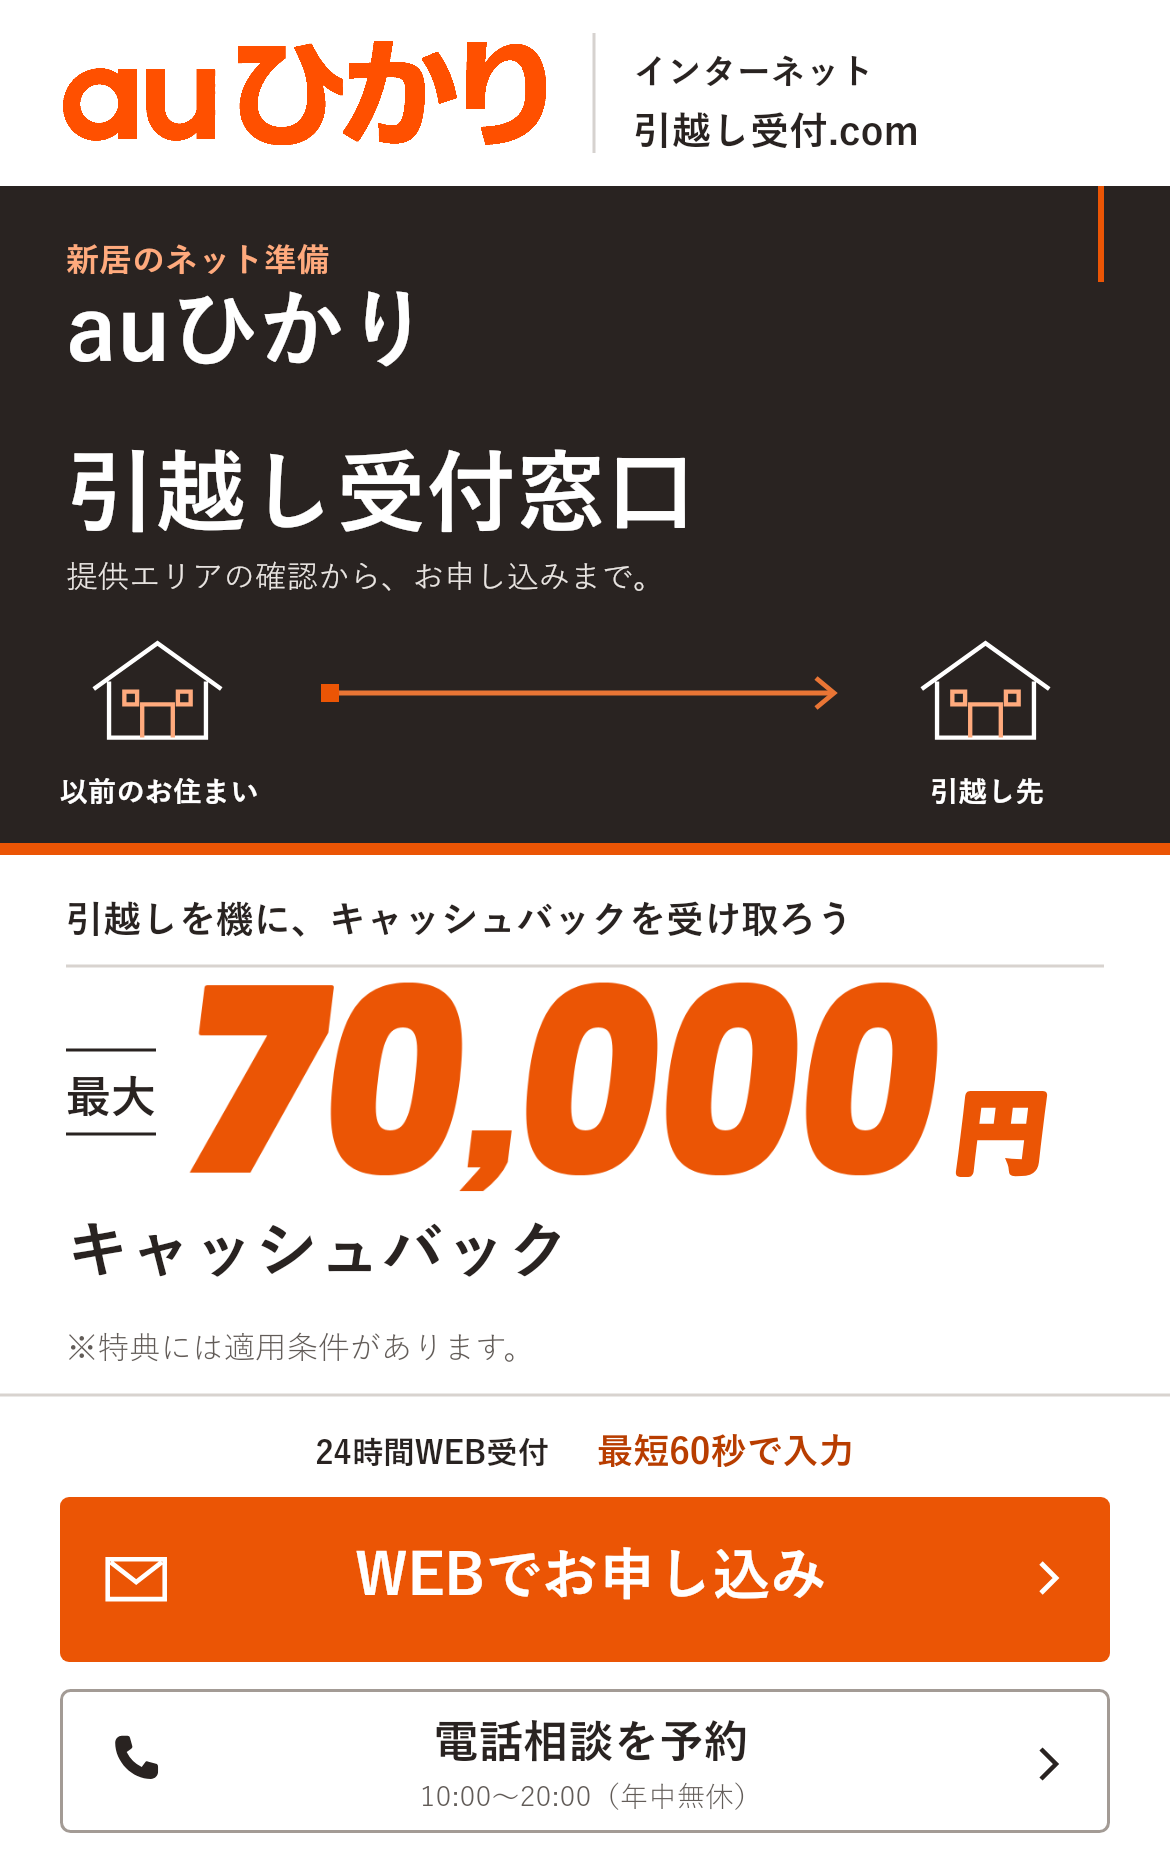 auひかり
インターネット
引越し受付.com
新居のネット準備
auひかり
引越し受付窓口
提供エリアの確認から、お申し込みまで。
以前のお住まい
引越し先
引越しを機に、キャッシュバックを受け取ろう
最大 70,000円
キャッシュバック
※特典には適用条件があります。
24時間WEB受付 最短60秒で入力
WEBでお申し込み
電話相談を予約
10:00〜20:00（年中無休）